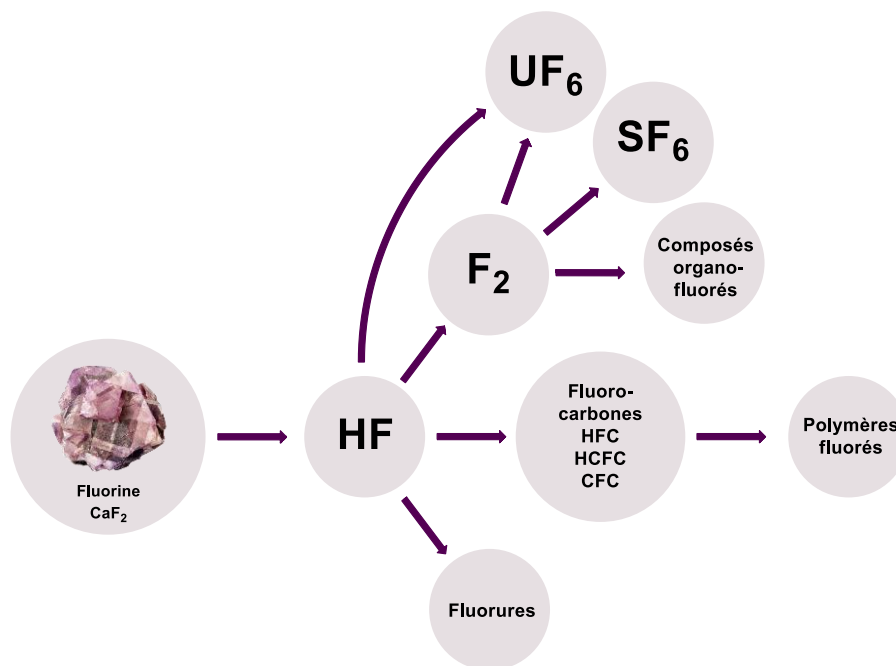 UF₆
SF₆
F₂
Composés
organo-
fluorés
Fluorine
CaF₂
HF
Fluoro-
carbones
HFC
HCFC
CFC
Polymères
fluorés
Fluorures